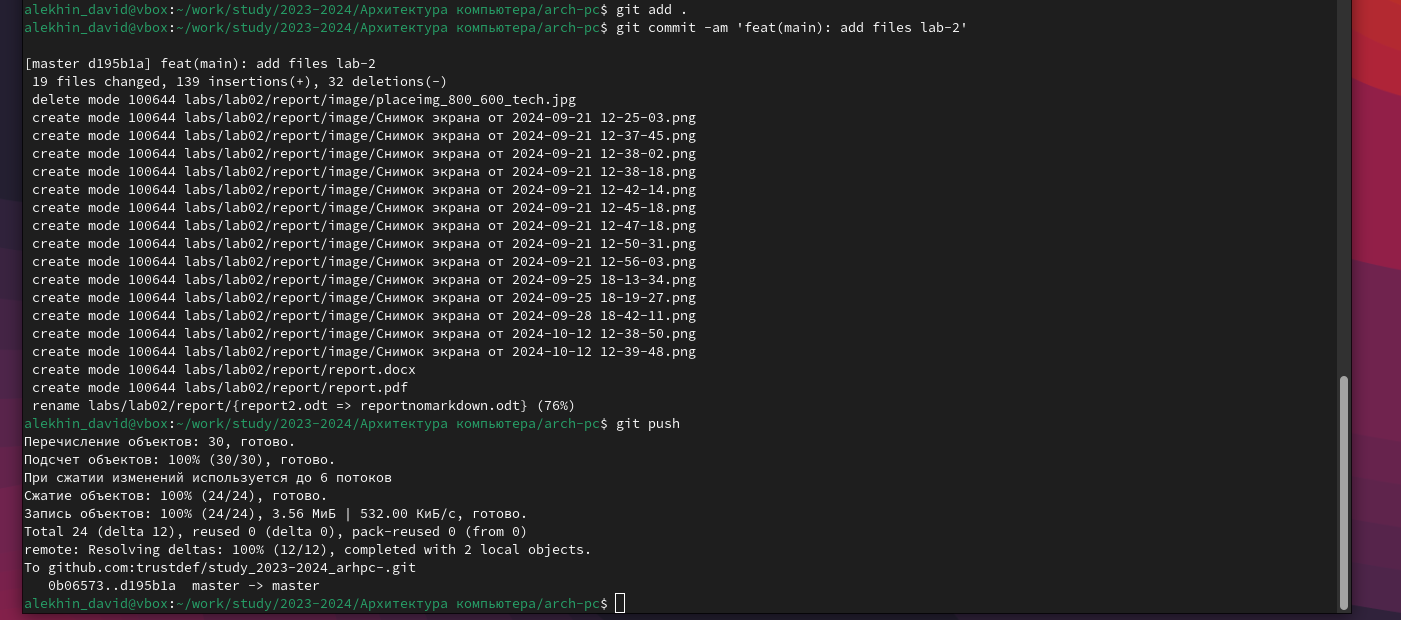 alekhin_david@vbox:~/work/study/2023-2024/Архитектура компьютера/arch-pc$ git add .
alekhin_david@vbox:~/work/study/2023-2024/Архитектура компьютера/arch-pc$ git commit -am 'feat(main): add files lab-2'
[master d195b1a] feat(main): add files lab-2
 19 files changed, 139 insertions(+), 32 deletions(-)
 delete mode 100644 labs/lab02/report/image/placeimg_800_600_tech.jpg
 create mode 100644 labs/lab02/report/image/Снимок экрана от 2024-09-21 12-25-03.png
 create mode 100644 labs/lab02/report/image/Снимок экрана от 2024-09-21 12-37-45.png
 create mode 100644 labs/lab02/report/image/Снимок экрана от 2024-09-21 12-38-02.png
 create mode 100644 labs/lab02/report/image/Снимок экрана от 2024-09-21 12-38-18.png
 create mode 100644 labs/lab02/report/image/Снимок экрана от 2024-09-21 12-42-14.png
 create mode 100644 labs/lab02/report/image/Снимок экрана от 2024-09-21 12-45-18.png
 create mode 100644 labs/lab02/report/image/Снимок экрана от 2024-09-21 12-47-18.png
 create mode 100644 labs/lab02/report/image/Снимок экрана от 2024-09-21 12-50-31.png
 create mode 100644 labs/lab02/report/image/Снимок экрана от 2024-09-21 12-56-03.png
 create mode 100644 labs/lab02/report/image/Снимок экрана от 2024-09-25 18-13-34.png
 create mode 100644 labs/lab02/report/image/Снимок экрана от 2024-09-25 18-19-27.png
 create mode 100644 labs/lab02/report/image/Снимок экрана от 2024-09-28 18-42-11.png
 create mode 100644 labs/lab02/report/image/Снимок экрана от 2024-10-12 12-38-50.png
 create mode 100644 labs/lab02/report/image/Снимок экрана от 2024-10-12 12-39-48.png
 create mode 100644 labs/lab02/report/report.docx
 create mode 100644 labs/lab02/report/report.pdf
 rename labs/lab02/report/{report2.odt => reportnomarkdown.odt} (76%)
alekhin_david@vbox:~/work/study/2023-2024/Архитектура компьютера/arch-pc$ git push
Перечисление объектов: 30, готово.
Подсчет объектов: 100% (30/30), готово.
При сжатии изменений используется до 6 потоков
Сжатие объектов: 100% (24/24), готово.
Запись объектов: 100% (24/24), 3.56 МиБ | 532.00 КиБ/с, готово.
Total 24 (delta 12), reused 0 (delta 0), pack-reused 0 (from 0)
remote: Resolving deltas: 100% (12/12), completed with 2 local objects.
To github.com:trustdef/study_2023-2024_arhpc-.git
   0b06573..d195b1a  master -> master
alekhin_david@vbox:~/work/study/2023-2024/Архитектура компьютера/arch-pc$